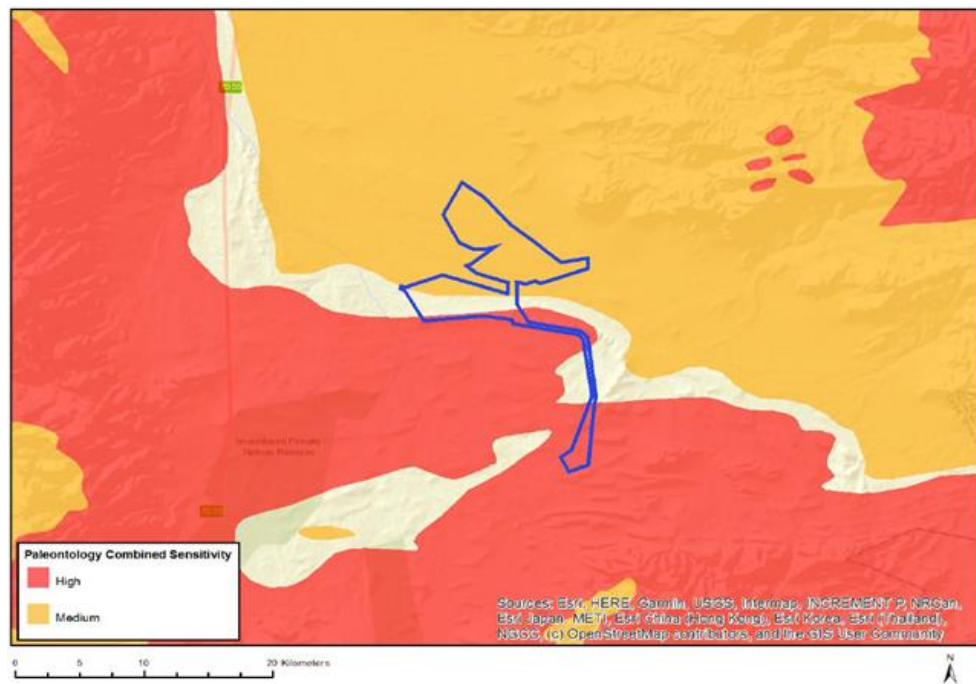 Paleontology Combined Sensitivity
High
Medium
Sources: Esri, HERE, Garmin, USGS, Intermap, INCREMENT P, NRCan,
Esri Japan, METI, Esri China (Hong Kong), Esri Korea, Esri (Thailand),
NGCC, (c) OpenStreetMap contributors, and the GIS User Community
0 5 10 20 Kilometers
N